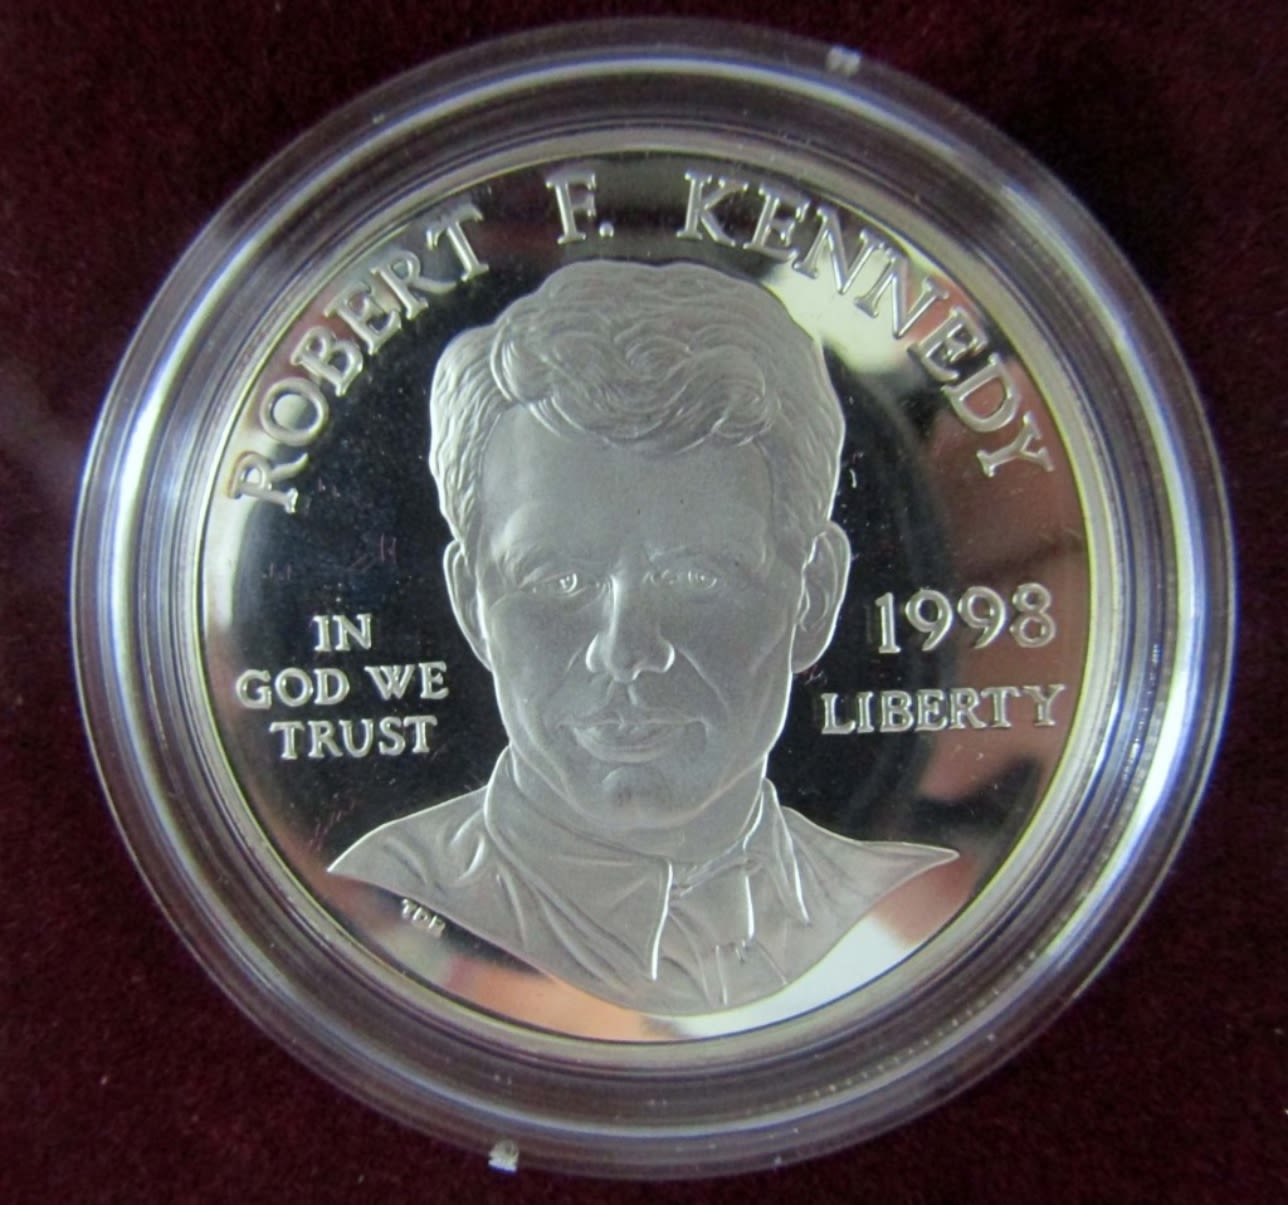 ROBERT F. KENNEDY
IN
GOD WE
TRUST
1998
LIBERTY